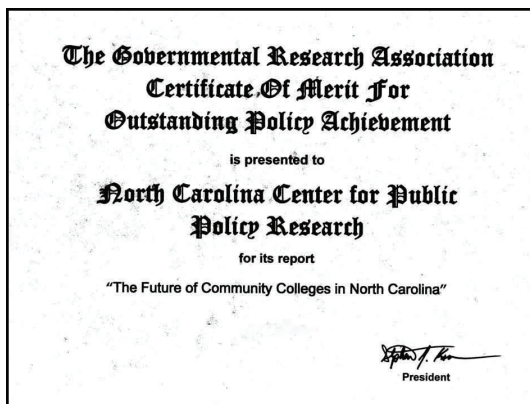 The Governmental Research Association
Certificate Of Merit For
Outstanding Policy Achievement
is presented to
North Carolina Center for Public
Policy Research
for its report
“The Future of Community Colleges in North Carolina”
President